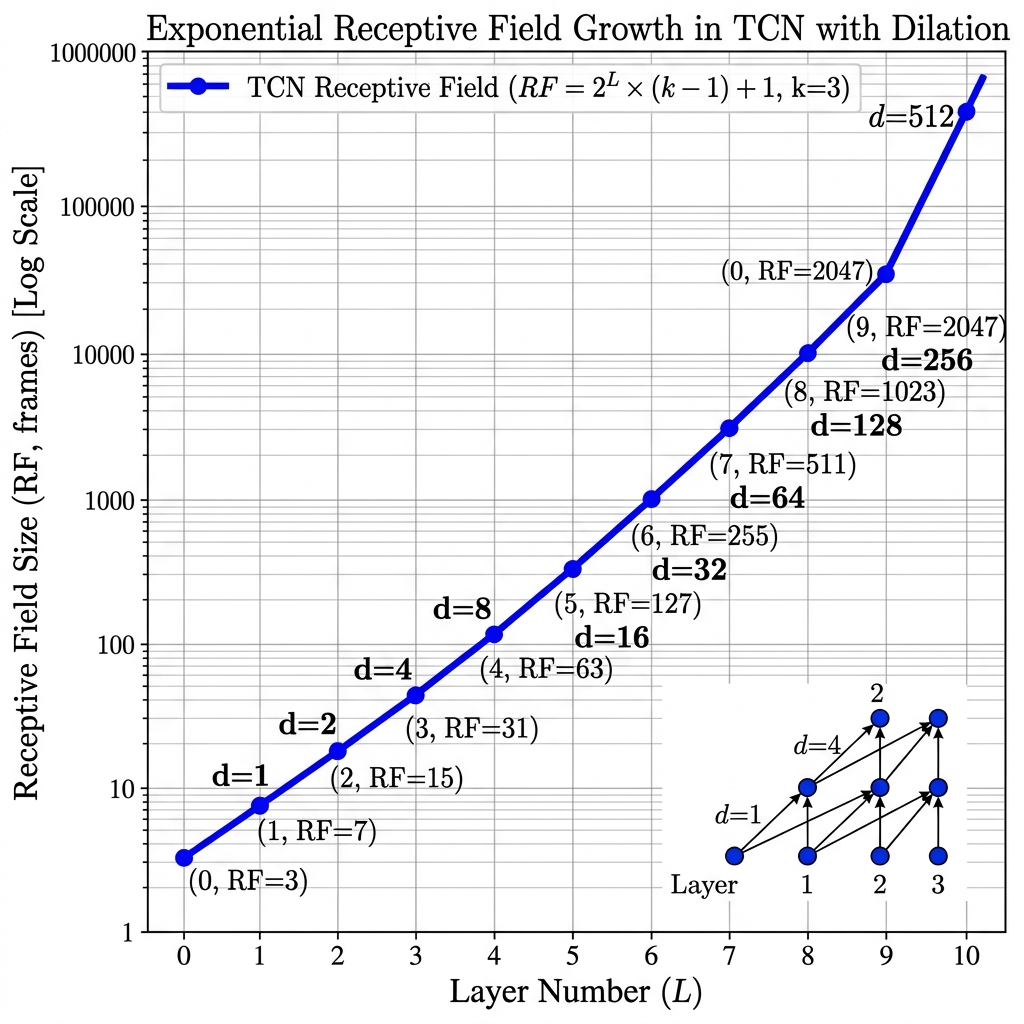 Exponential Receptive Field Growth in TCN with Dilation
TCN Receptive Field (RF = 2^L × (k − 1) + 1, k=3)
Receptive Field Size (RF, frames) [Log Scale]
1000000
100000
10000
1000
100
10
1
d=512
(0, RF=2047)
(9, RF=2047)
d=256
(8, RF=1023)
d=128
(7, RF=511)
d=64
(6, RF=255)
d=32
(5, RF=127)
d=16
d=8
(4, RF=63)
d=4
(3, RF=31)
d=2
(2, RF=15)
d=1
(1, RF=7)
(0, RF=3)
2
d=4
d=1
Layer 1 2 3
0 1 2 3 4 5 6 7 8 9 10
Layer Number (L)